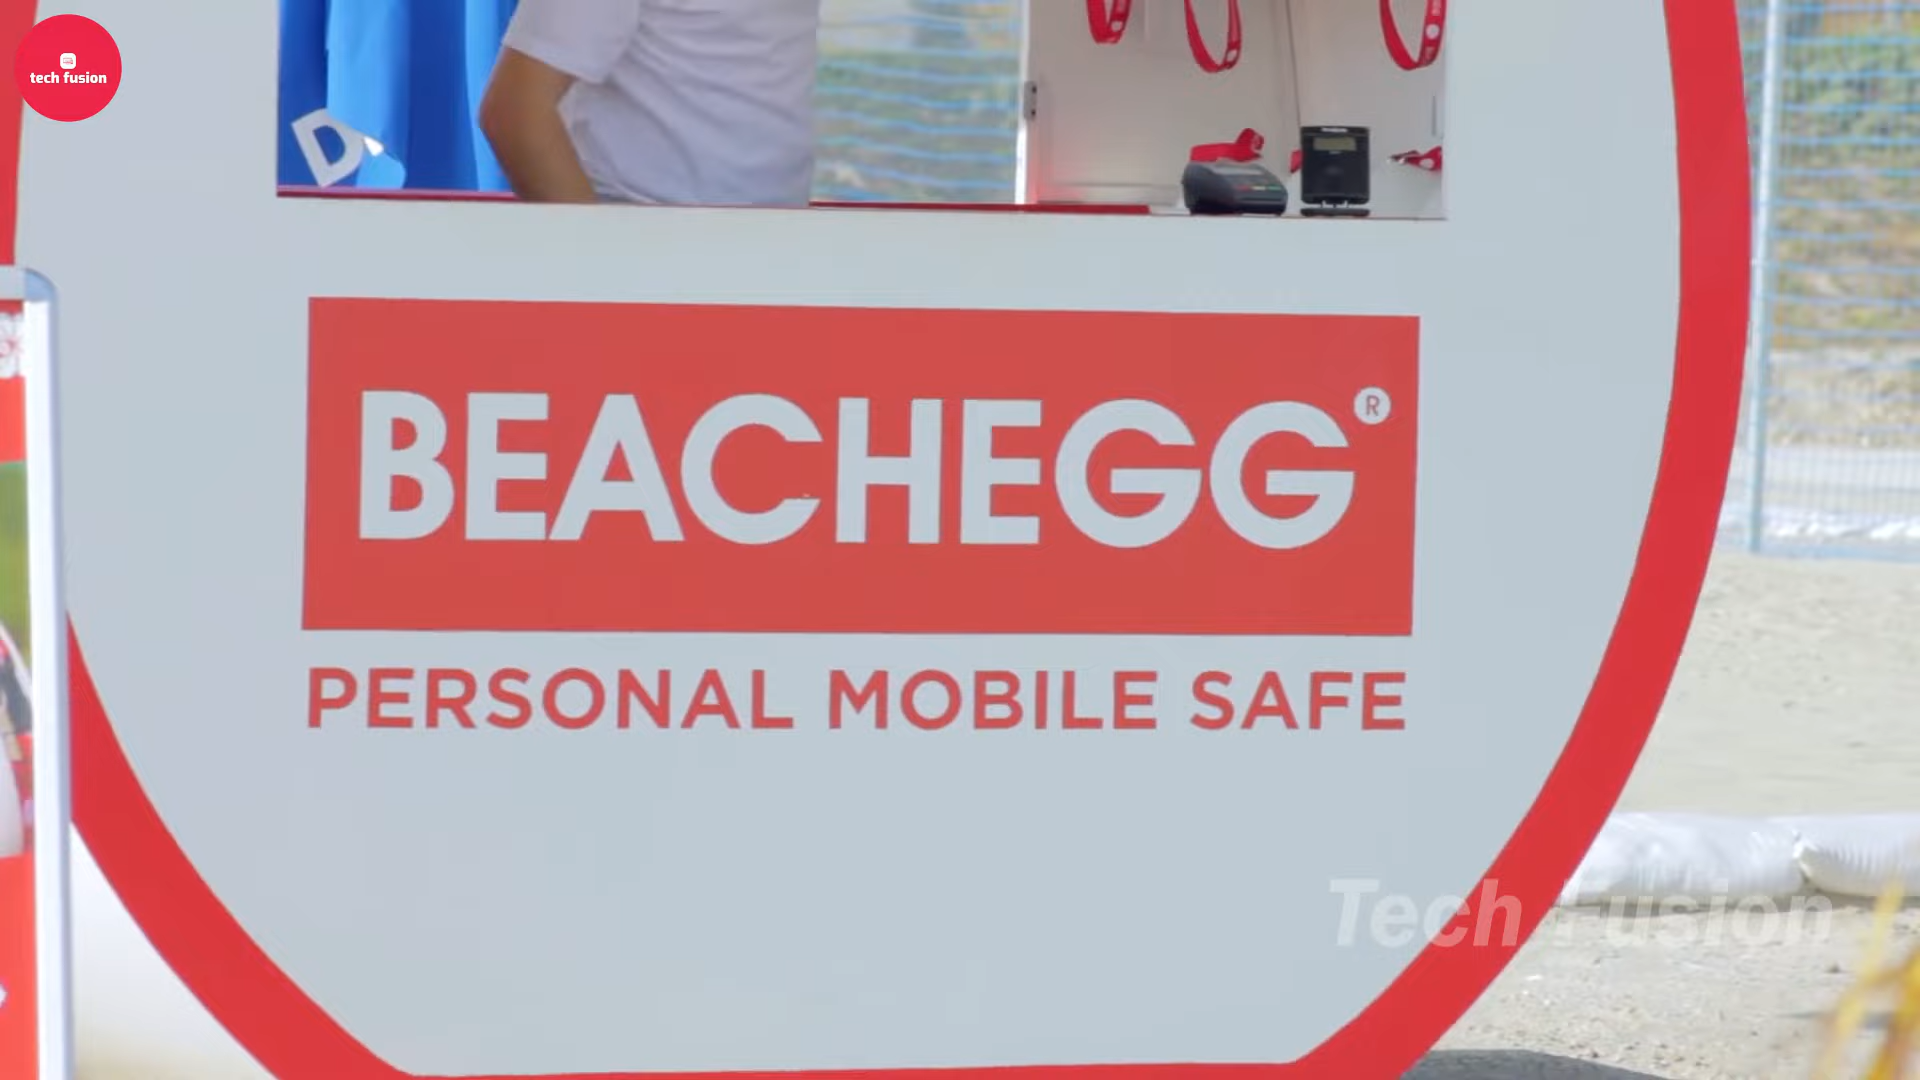 tech fusion
D
BEACHEGG®
PERSONAL MOBILE SAFE
Tech Fusion